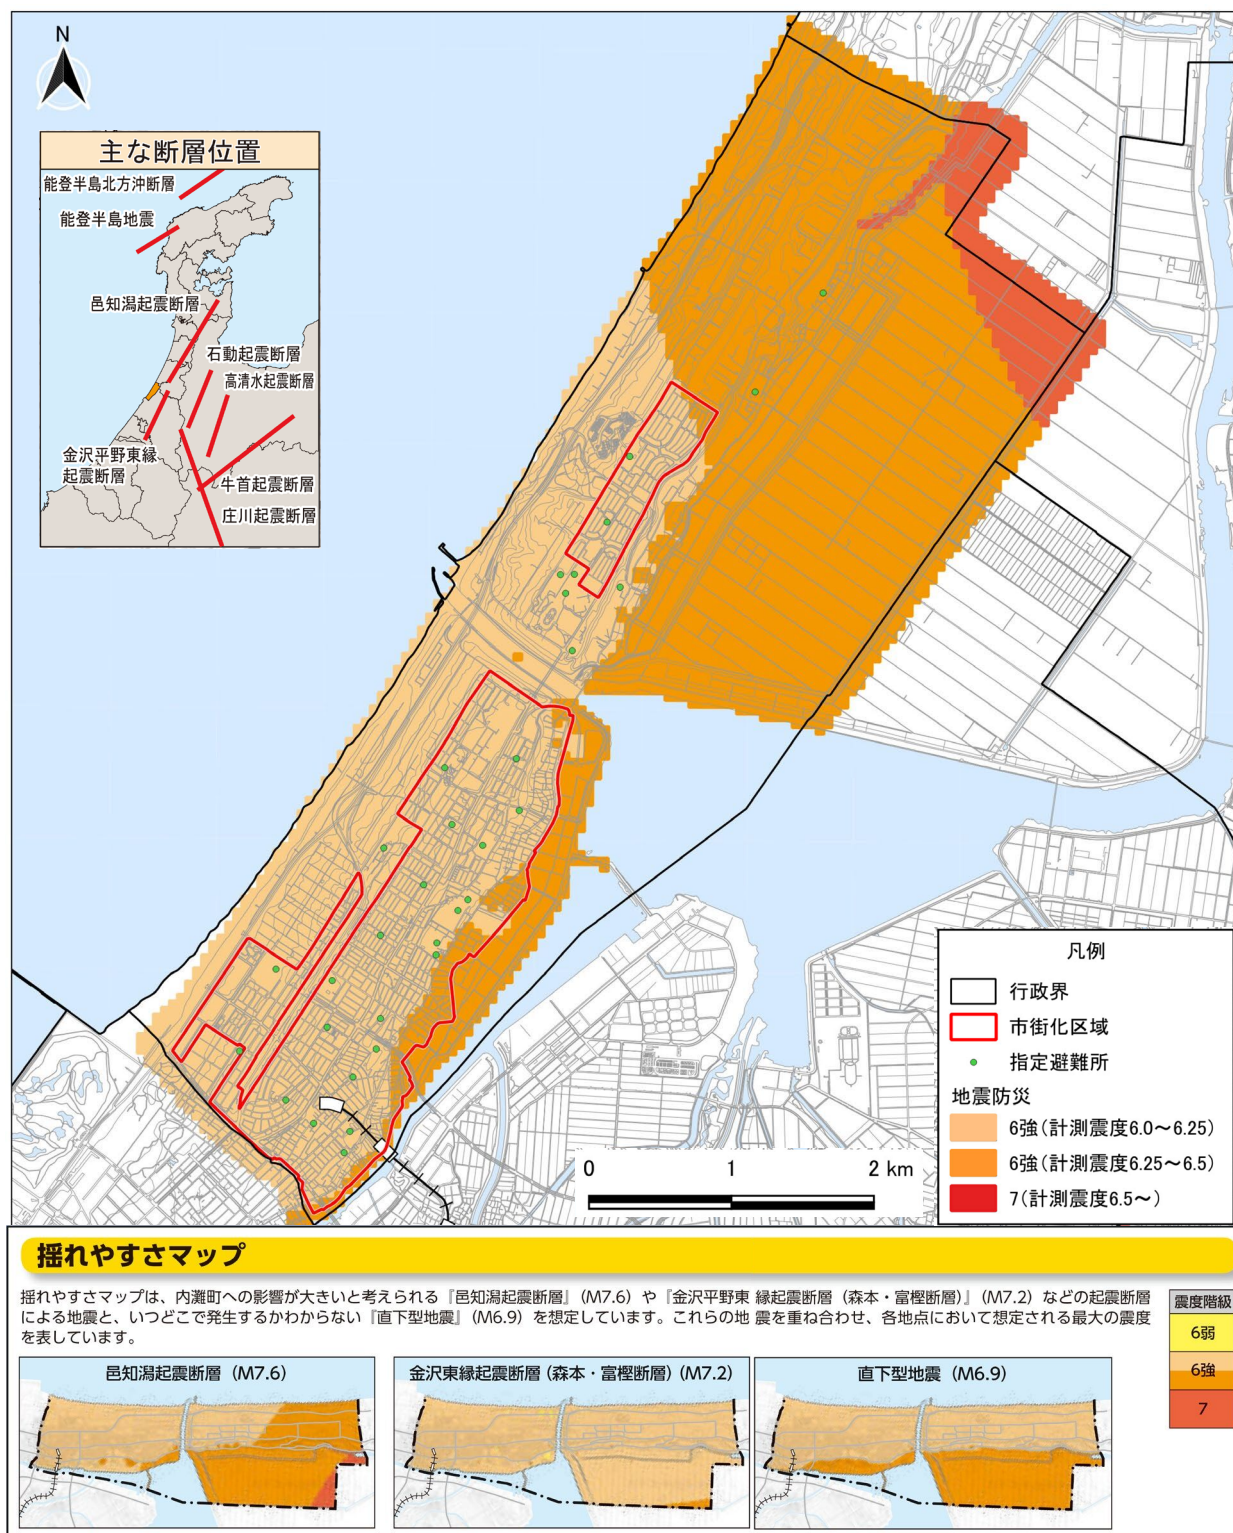 N
主な断層位置
能登半島北方沖断層
能登半島地震
邑知潟起震断層
石動起震断層
高清水起震断層
金沢平野東縁
起震断層
牛首起震断層
庄川起震断層
凡例
行政界
市街化区域
指定避難所
地震防災
6強(計測震度6.0～6.25)
6強(計測震度6.25～6.5)
7(計測震度6.5～)
0 1 2 km
揺れやすさマップ
揺れやすさマップは、内灘町への影響が大きいと考えられる『邑知潟起震断層』(M7.6)や『金沢平野東縁起震断層(森本・富樫断層)』(M7.2)などの起震断層
による地震と、いつどこで発生するかわからない『直下型地震』(M6.9)を想定しています。これらの地震を重ね合わせ、各地点において想定される最大の震度
を表しています。
震度階級
6弱
6強
7
邑知潟起震断層(M7.6)
金沢東縁起震断層(森本・富樫断層)(M7.2)
直下型地震(M6.9)